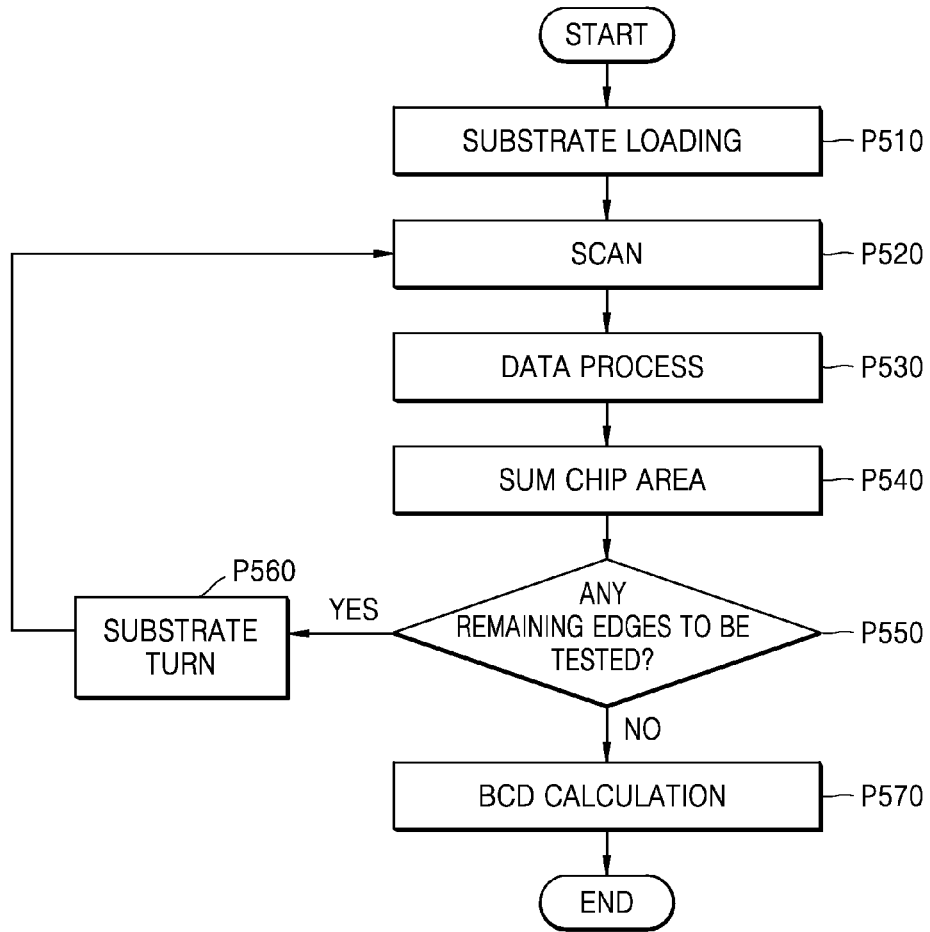 START
SUBSTRATE LOADING
P510
SCAN
P520
DATA PROCESS
P530
SUM CHIP AREA
P540
ANY
REMAINING EDGES TO BE
TESTED?
P550
YES
P560
SUBSTRATE
TURN
NO
BCD CALCULATION
P570
END